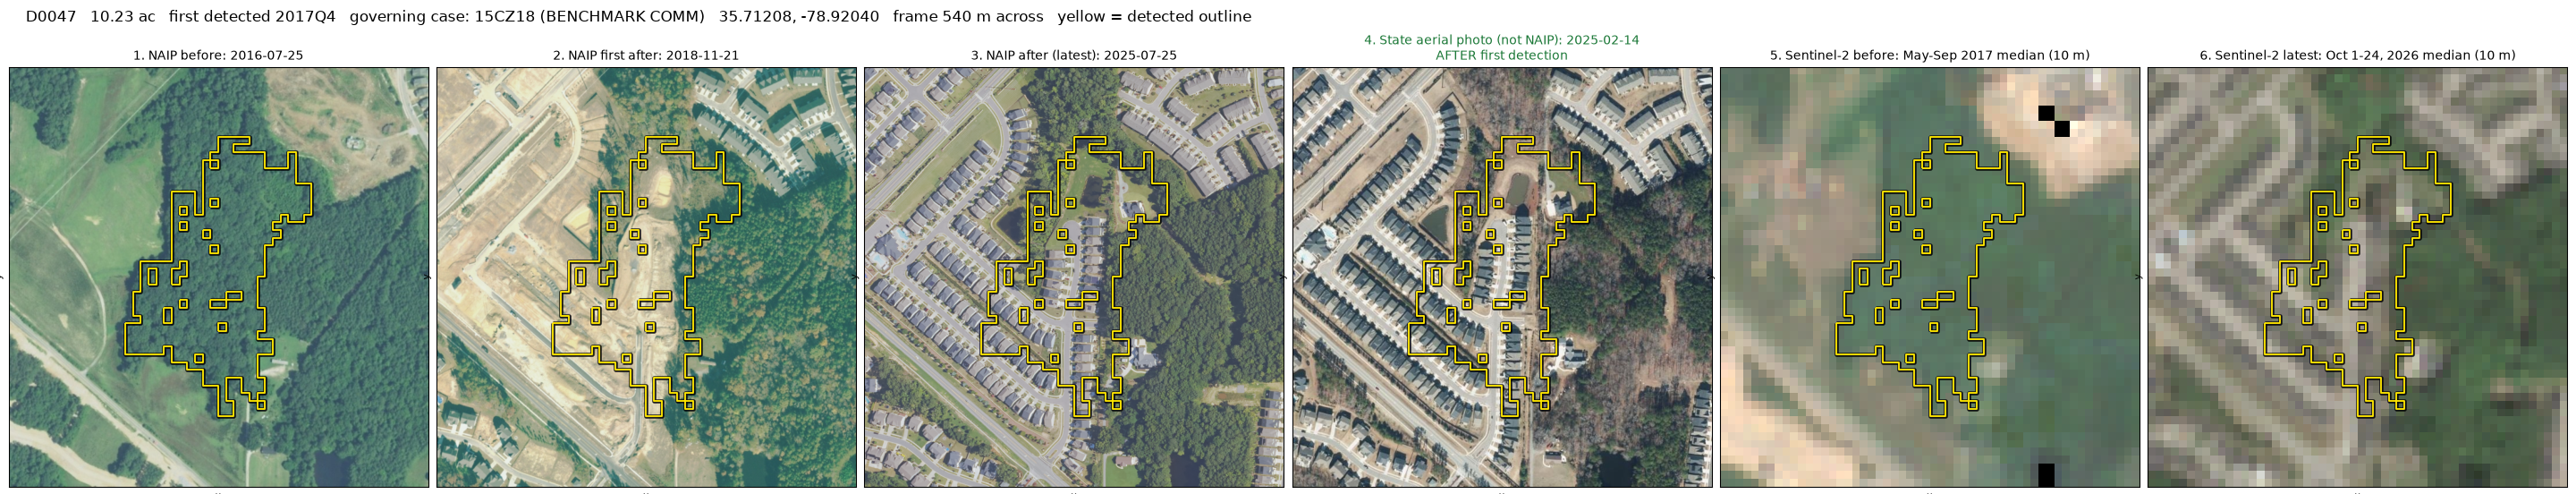 D0047   10.23 ac   first detected 2017Q4   governing case: 15CZ18 (BENCHMARK COMM)   35.71208, -78.92040   frame 540 m across   yellow = detected outline
1. NAIP before: 2016-07-25
2. NAIP first after: 2018-11-21
3. NAIP after (latest): 2025-07-25
4. State aerial photo (not NAIP): 2025-02-14
AFTER first detection
5. Sentinel-2 before: May-Sep 2017 median (10 m)
6. Sentinel-2 latest: Oct 1-24, 2026 median (10 m)